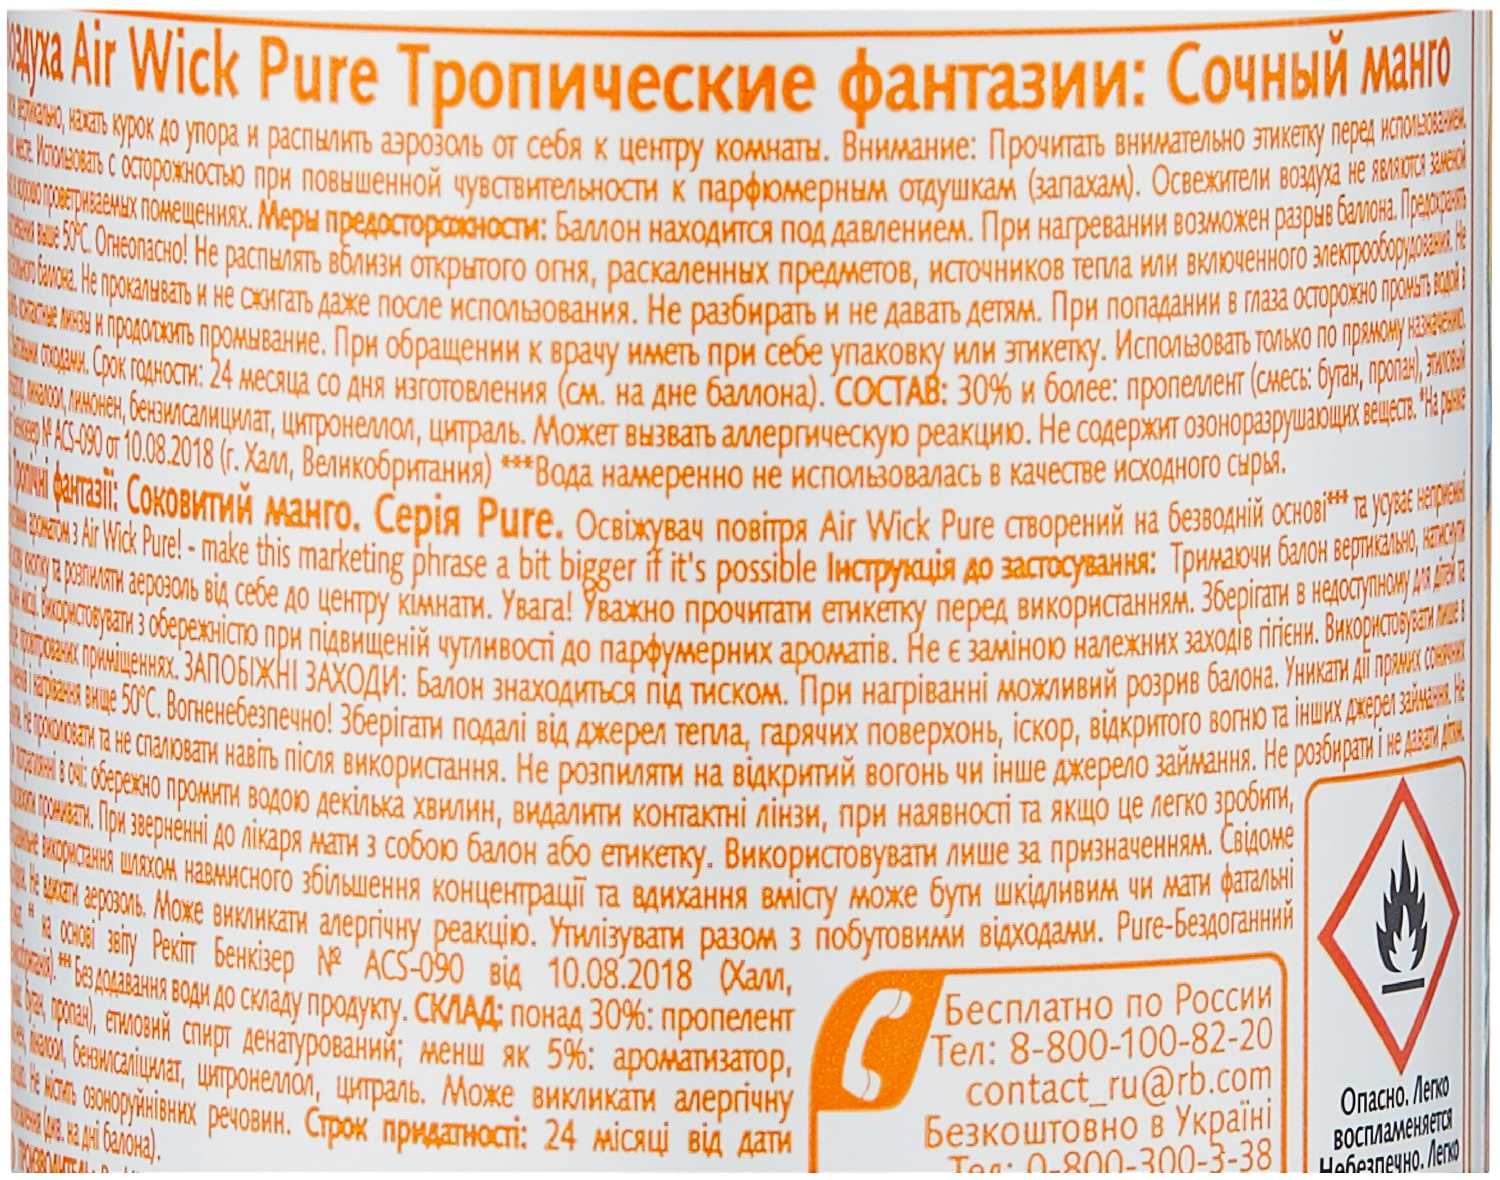 Air Wick Pure Тропические фантазии: Сочный манго
вертикально, нажать курок до упора и распылить аэрозоль от себя к центру комнаты. Внимание: Прочитать внимательно этикетку перед использованием.
месте. Использовать с осторожностью при повышенной чувствительности к парфюмерным отдушкам (запахам). Освежители воздуха не являются заменой
хорошо проветриваемых помещениях. Меры предосторожности: Баллон находится под давлением. При нагревании возможен разрыв баллона. Предохранять
выше 50°С. Огнеопасно! Не распылять вблизи открытого огня, раскаленных предметов, источников тепла или включенного электрооборудования. Не
баллона. Не прокалывать и не сжигать даже после использования. Не разбирать и не давать детям. При попадании в глаза осторожно промыть водой в
контактные линзы и продолжить промывание. При обращении к врачу иметь при себе упаковку или этикетку. Использовать только по прямому назначению.
отходами. Срок годности: 24 месяца со дня изготовления (см. на дне баллона). СОСТАВ: 30% и более: пропеллент (смесь: бутан, пропан), этиловый
линалоол, лимонен, бензилсалицилат, цитронеллол, цитраль. Может вызвать аллергическую реакцию. Не содержит озоноразрушающих веществ. *На рынке
№ ACS-090 от 10.08.2018 (г. Халл, Великобритания) ***Вода намеренно не использовалась в качестве исходного сырья.
Тропічні фантазії: Соковитий манго. Серія Pure. Освіжувач повітря Air Wick Pure створений на безводній основі*** та усуває неприємні
ароматом з Air Wick Pure! - make this marketing phrase a bit bigger if it's possible Інструкція до застосування: Тримаючи балон вертикально, натиснути
кнопку та розпиляти аерозоль від себе до центру кімнати. Увага! Уважно прочитати етикетку перед використанням. Зберігати в недоступному для дітей та
місці. Використовувати з обережністю при підвищеній чутливості до парфумерних ароматів. Не є заміною належних заходів гігієни. Використовувати лише в
провітрюваних приміщеннях. ЗАПОБІЖНІ ЗАХОДИ: Балон знаходиться під тиском. При нагріванні можливий розрив балона. Уникати дії прямих сонячних
і нагрівання вище 50°С. Вогненебезпечно! Зберігати подалі від джерел тепла, гарячих поверхонь, іскор, відкритого вогню та інших джерел займання. Не
Не проколювати та не спалювати навіть після використання. Не розпиляти на відкритий вогонь чи інше джерело займання. Не розбирати і не давати дітям.
потраплянні в очі: обережно промити водою декілька хвилин, видалити контактні лінзи, при наявності та якщо це легко зробити,
промивати. При зверненні до лікаря мати з собою балон або етикетку. Використовувати лише за призначенням. Свідоме
використання шляхом навмисного збільшення концентрації та вдихання вмісту може бути шкідливим чи мати фатальні
Не вдихати аерозоль. Може викликати алергічну реакцію. Утилізувати разом з побутовими відходами. Pure-Бездоганний
** на основі звіту Рекітт Бенкізер № ACS-090 від 10.08.2018 (Халл,
*** Без додавання води до складу продукту. СКЛАД: понад 30%: пропелент
бутан, пропан), етиловий спирт денатурований; менш як 5%: ароматизатор,
линалоол, бензилсаліцилат, цитронеллол, цитраль. Може викликати алергічну
Не містить озоноруйнівних речовин. Строк придатності: 24 місяці від дати
(див. на дні балона).
Бесплатно по России
Тел: 8-800-100-82-20
contact_ru@rb.com
Безкоштовно в Україні
Тел: 0-800-300-3-38
Опасно. Легко
воспламеняется
Небезпечно. Легко